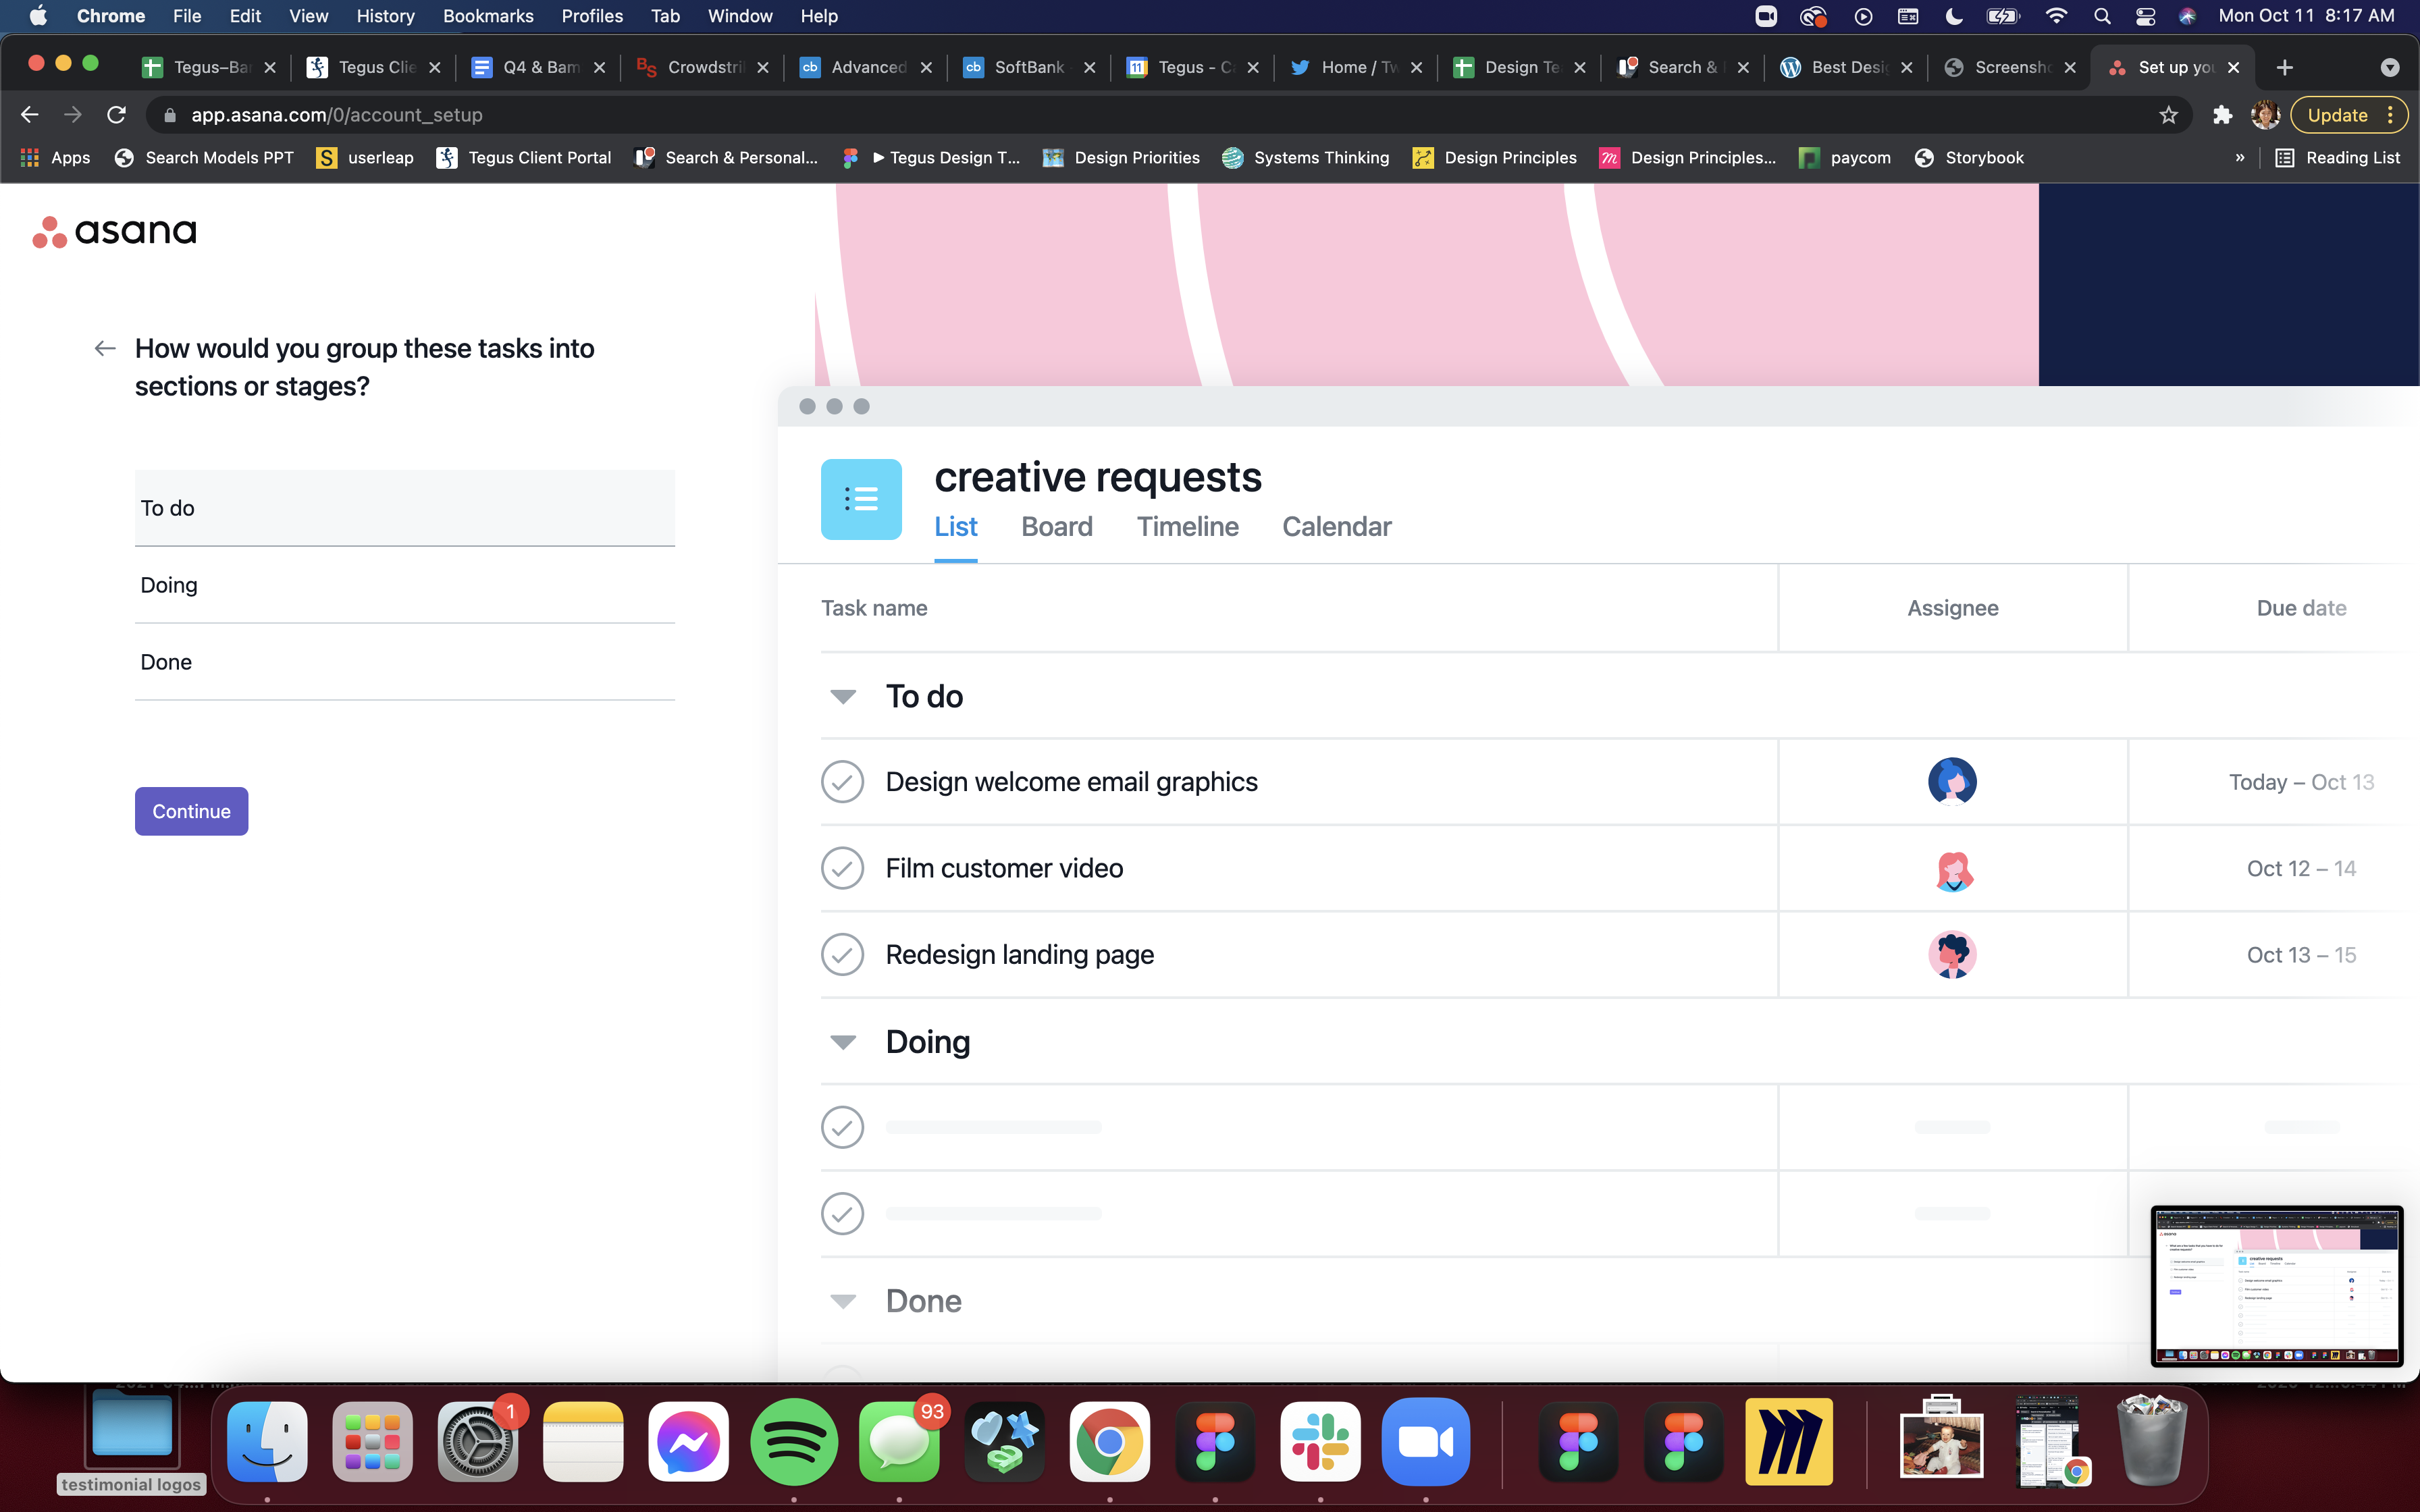 Chrome File Edit View History Bookmarks Profiles Tab Window Help Mon Oct 11 8:17 AM
Tegus–Ba Tegus Clie Q4 & Bam Crowdstri Advanced SoftBank Tegus - C Home / Tw Design Te Search & Best Desi Screensho Set up you
app.asana.com/0/account_setup Update
Apps Search Models PPT userleap Tegus Client Portal Search & Personal... ▶ Tegus Design T... Design Priorities Systems Thinking Design Principles Design Principles... paycom Storybook » Reading List
asana
How would you group these tasks into
sections or stages?
To do
Doing
Done
Continue
creative requests
List Board Timeline Calendar
Task name Assignee Due date
To do
Design welcome email graphics Today – Oct 13
Film customer video Oct 12 – 14
Redesign landing page Oct 13 – 15
Doing
Done
1
93
testimonial logos